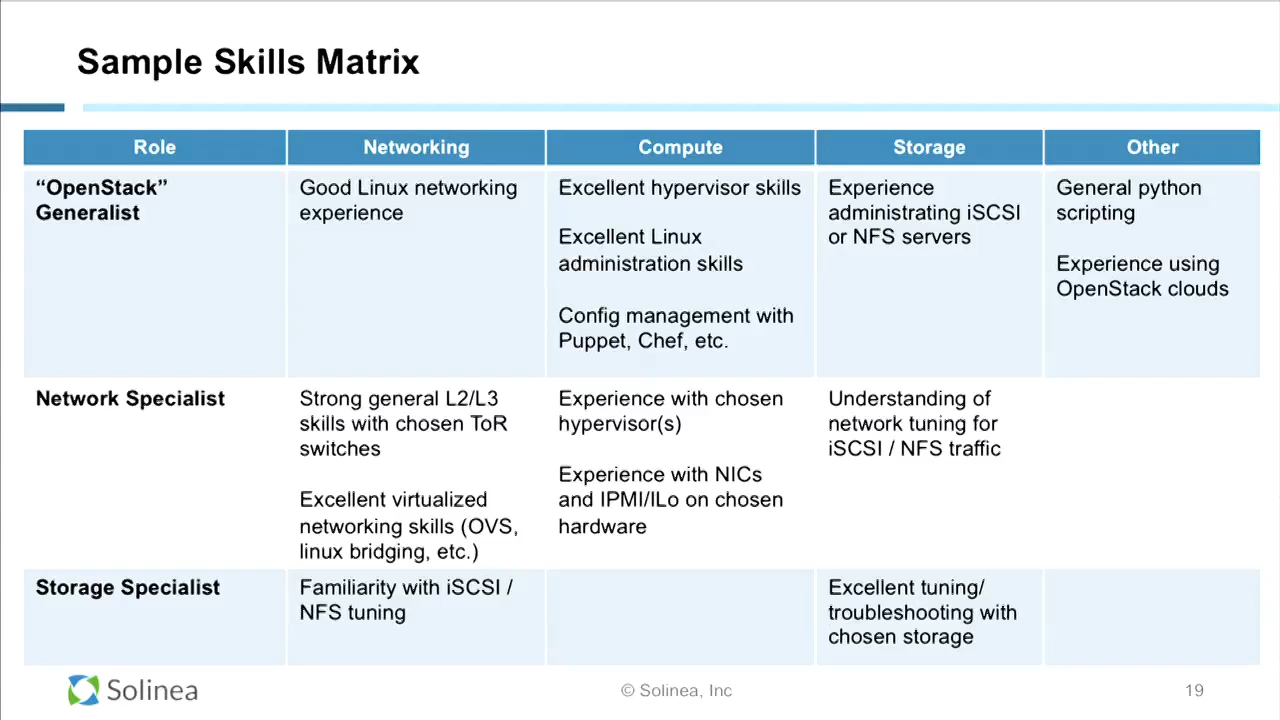 Sample Skills Matrix
Role
Networking
Compute
Storage
Other
“OpenStack”
Generalist
Good Linux networking
experience
Excellent hypervisor skills
Excellent Linux
administration skills
Config management with
Puppet, Chef, etc.
Experience
administrating iSCSI
or NFS servers
General python
scripting
Experience using
OpenStack clouds
Network Specialist
Strong general L2/L3
skills with chosen ToR
switches
Excellent virtualized
networking skills (OVS,
linux bridging, etc.)
Experience with chosen
hypervisor(s)
Experience with NICs
and IPMI/ILo on chosen
hardware
Understanding of
network tuning for
iSCSI / NFS traffic
Storage Specialist
Familiarity with iSCSI /
NFS tuning
Excellent tuning/
troubleshooting with
chosen storage
Solinea
© Solinea, Inc
19